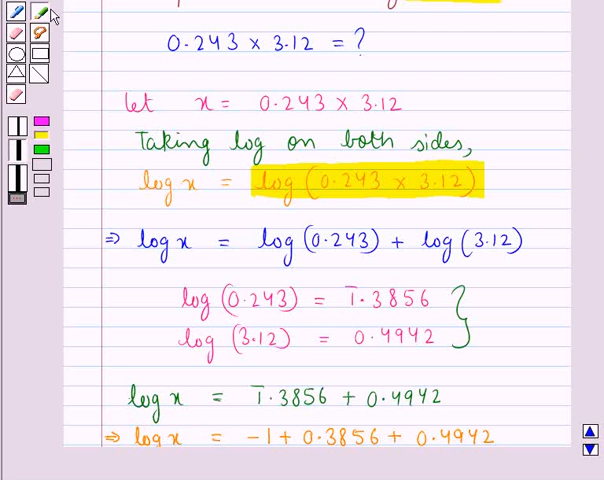 0.243 × 3.12 = ?
let x = 0.243 × 3.12
Taking log on both sides,
log x = log (0.243 × 3.12)
⇒ log x = log (0.243) + log (3.12)
log (0.243) = 1̄.3856
log (3.12) = 0.4942 }
log x = 1̄.3856 + 0.4942
⇒ log x = -1 + 0.3856 + 0.4942